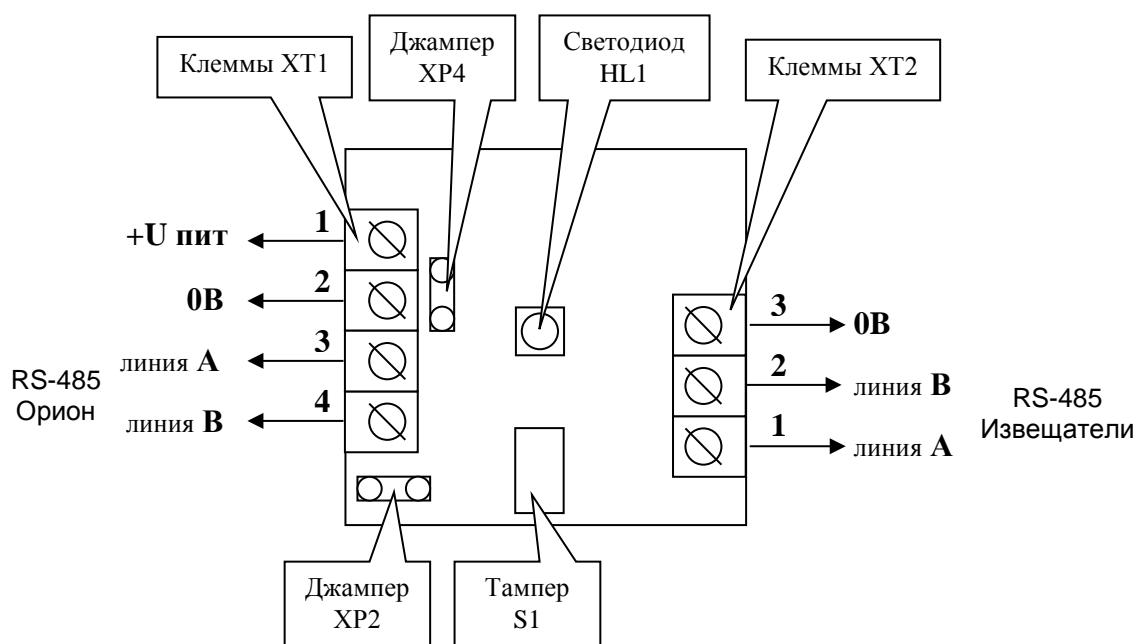 Клеммы XT1
Джампер
XP4
Светодиод
HL1
Клеммы XT2
+U пит
1
0В
2
линия А
3
линия В
4
RS-485
Орион
3
0В
2
линия В
1
линия А
RS-485
Извещатели
Джампер
XP2
Тампер
S1